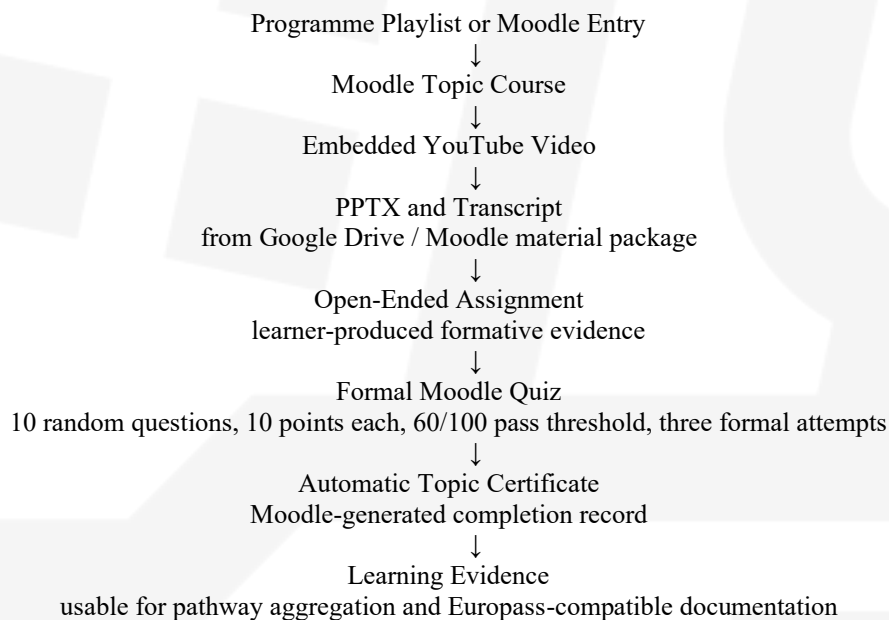 Programme Playlist or Moodle Entry
↓
Moodle Topic Course
↓
Embedded YouTube Video
↓
PPTX and Transcript
from Google Drive / Moodle material package
↓
Open-Ended Assignment
learner-produced formative evidence
↓
Formal Moodle Quiz
10 random questions, 10 points each, 60/100 pass threshold, three formal attempts
↓
Automatic Topic Certificate
Moodle-generated completion record
↓
Learning Evidence
usable for pathway aggregation and Europass-compatible documentation